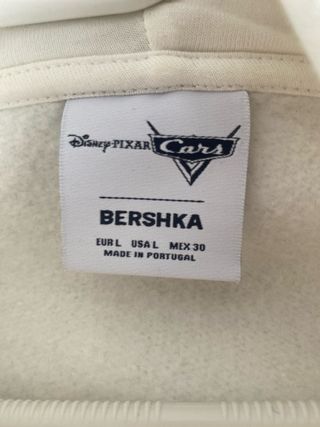 Disney·PIXAR Cars
BERSHKA
EUR L USA L MEX 30
MADE IN PORTUGAL